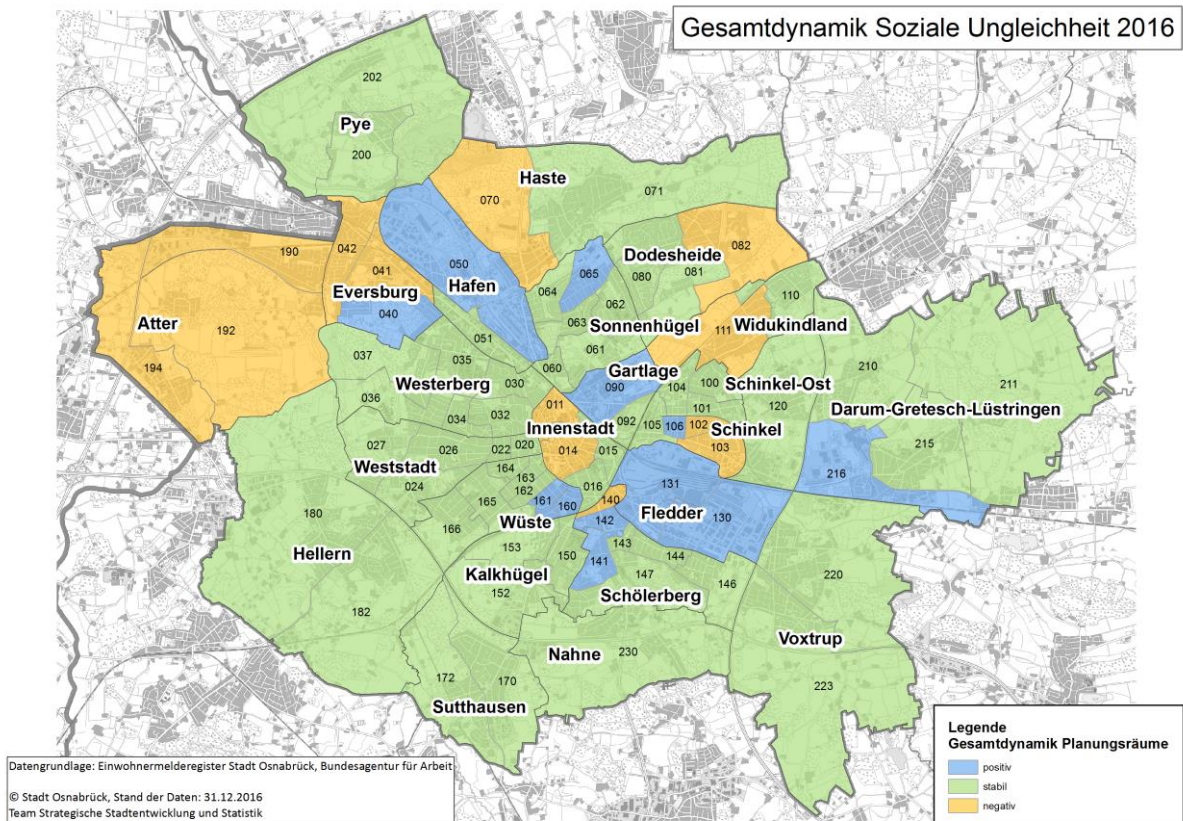 Gesamtdynamik Soziale Ungleichheit 2016
202
Pye
200
Haste
070
071
042
190
041
050
Hafen
Eversburg
040
Dodesheide
082
065
080
081
064
062
110
Atter
192
194
063
Sonnenhügel
111
Widukindland
037
051
035
061
060
Gartlage
090
210
211
Westerberg
030
104
100
Schinkel-Ost
036
034
032
011
Innenstadt
092
105
106
101
102
103
Schinkel
120
Darum-Gretesch-Lüstringen
027
026
022
020
014
015
215
Weststadt
024
164
163
162
165
161
160
016
131
216
180
166
Wüste
140
142
Fledder
130
Hellern
153
150
141
143
144
Kalkhügel
152
147
146
Schölerberg
220
182
Voxtrup
Nahne
230
172
170
223
Sutthausen
Legende
Gesamtdynamik Planungsräume
positiv
stabil
negativ
Datengrundlage: Einwohnermelderegister Stadt Osnabrück, Bundesagentur für Arbeit
© Stadt Osnabrück, Stand der Daten: 31.12.2016
Team Strategische Stadtentwicklung und Statistik